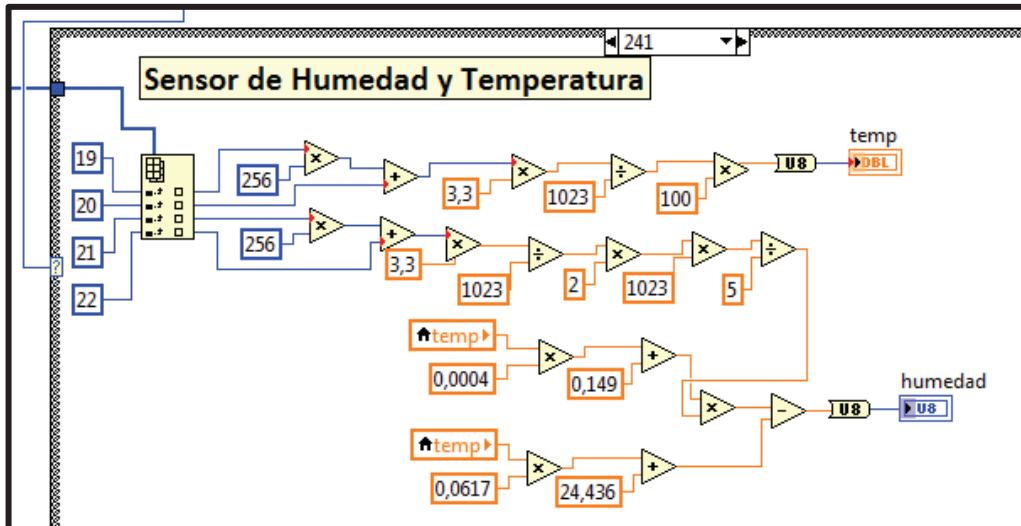 241
Sensor de Humedad y Temperatura
temp
19
256
3,3
1023
100
U8
DBL
20
21
256
3,3
1023
2
1023
5
22
?
temp
0,0004
0,149
humedad
U8
U8
temp
0,0617
24,436